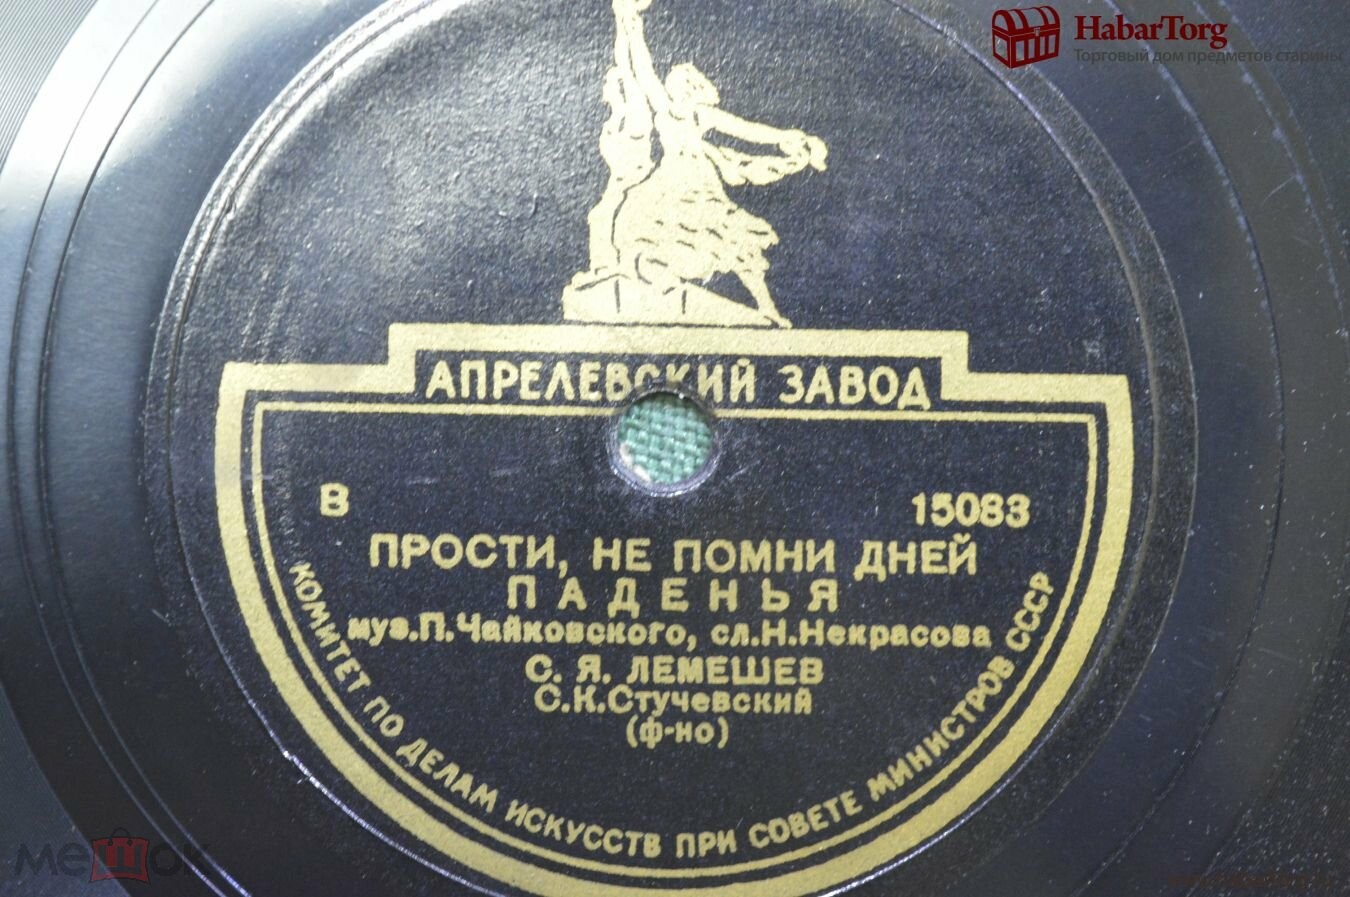 HabarTorg
Торговый дом предметов старины
АПРЕЛЕВСКИЙ ЗАВОД
В 15083
ПРОСТИ, НЕ ПОМНИ ДНЕЙ
ПАДЕНЬЯ
муз.П.Чайковского, сл.Н.Некрасова
С. Я. ЛЕМЕШЕВ
С.К.Стучевский
(ф-но)
КОМИТЕТ ПО ДЕЛАМ ИСКУССТВ ПРИ СОВЕТЕ МИНИСТРОВ СССР
мешок